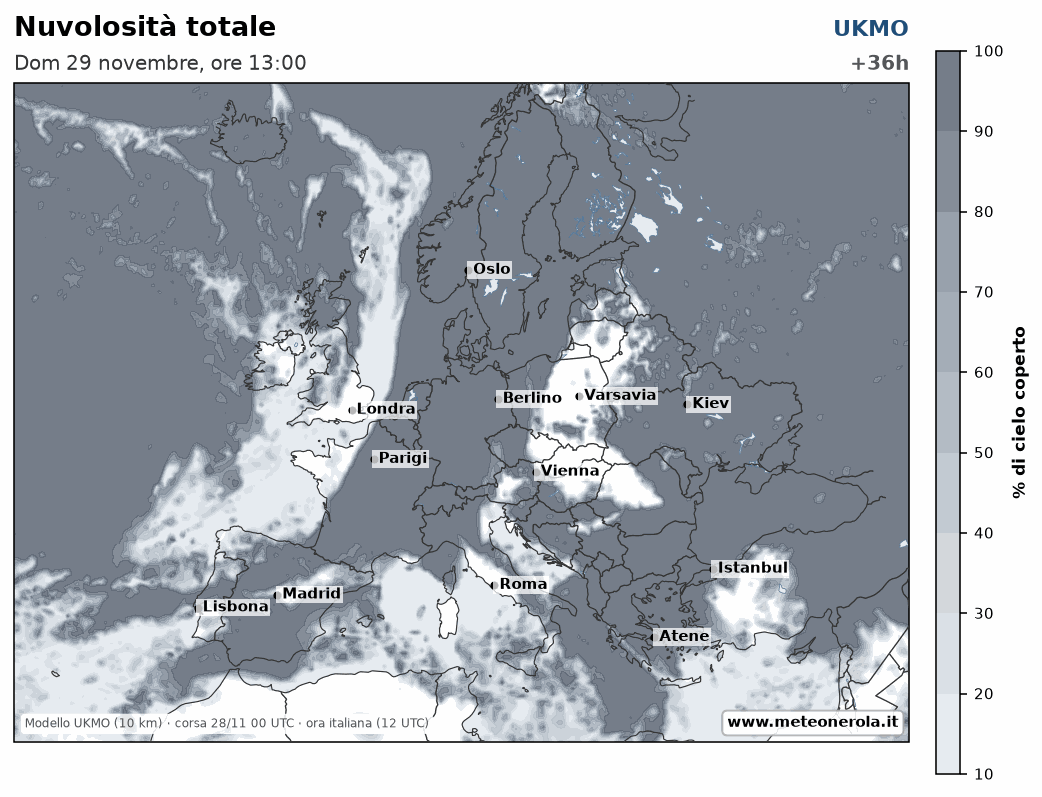 Nuvolosità totale
UKMO
Dom 29 novembre, ore 13:00
+36h
Oslo
Londra
Berlino
Varsavia
Kiev
Parigi
Vienna
Istanbul
Roma
Madrid
Lisbona
Atene
Modello UKMO (10 km) · corsa 28/11 00 UTC · ora italiana (12 UTC)
www.meteonerola.it
100
90
80
70
60
50
40
30
20
10
% di cielo coperto